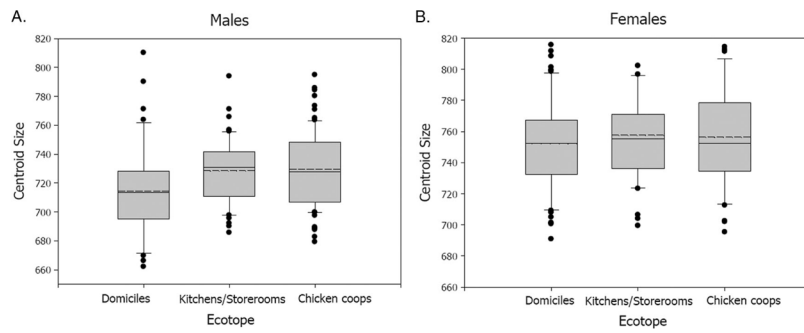 A.
Males
Centroid Size
820
800
780
760
740
720
700
680
660
Domiciles
Kitchens/Storerooms
Chicken coops
Ecotope
B.
Females
Centroid Size
820
800
780
760
740
720
700
680
660
Domiciles
Kitchens/Storerooms
Chicken coops
Ecotope